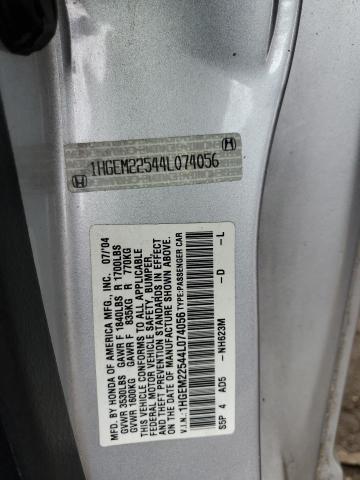 1HGEM22544L074056
MFD. BY HONDA OF AMERICA MFG., INC. 07/'04
GVWR 3530LBS GAWR F 1840LBS R 1700LBS
GVWR 1600KG GAWR F 835KG R 770KG
THIS VEHICLE CONFORMS TO ALL APPLICABLE
FEDERAL MOTOR VEHICLE SAFETY, BUMPER,
AND THEFT PREVENTION STANDARDS IN EFFECT
ON THE DATE OF MANUFACTURE SHOWN ABOVE.
V.I.N. 1HGEM22544L074056 TYPE:PASSENGER CAR
S5P 4 AD5 -NH623M -D -L